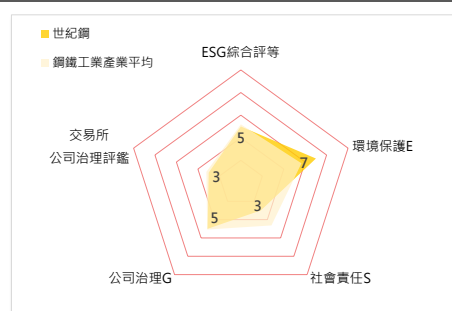 世紀鋼
鋼鐵工業產業平均
ESG綜合評等
5
環境保護E
7
交易所
公司治理評鑑
3
3
5
公司治理G
社會責任S